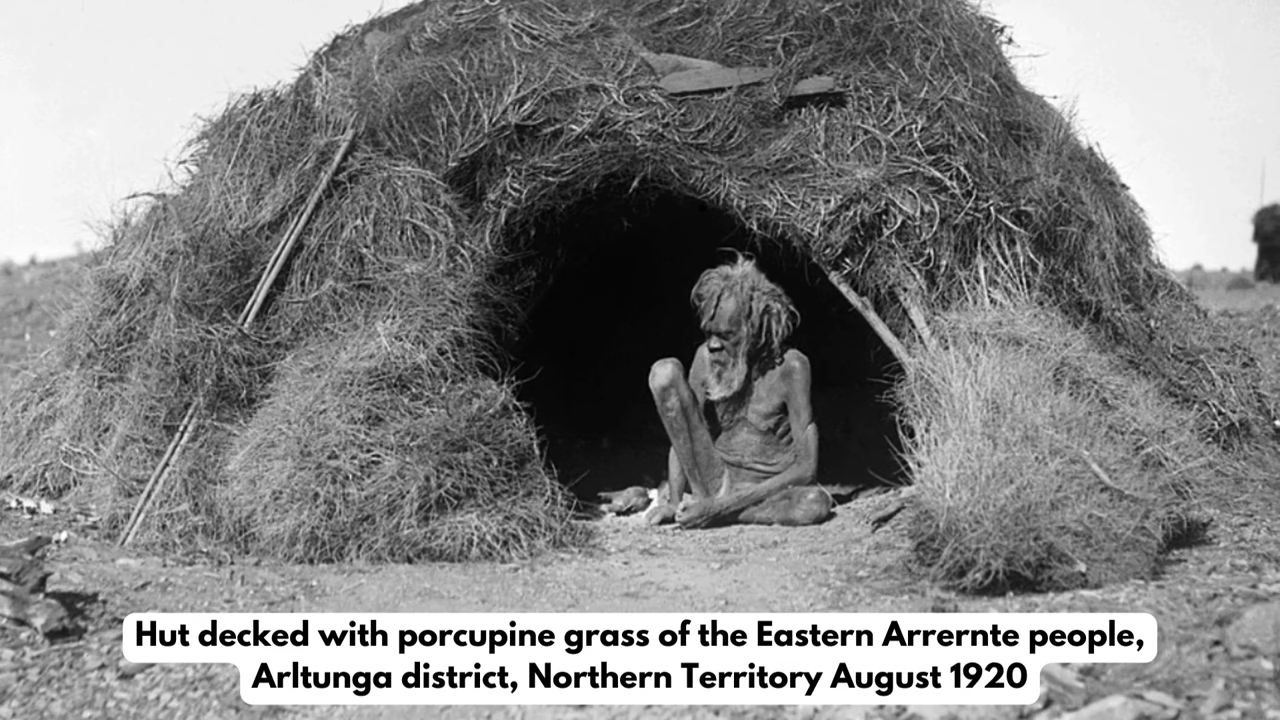 Hut decked with porcupine grass of the Eastern Arrernte people,
Arltunga district, Northern Territory August 1920